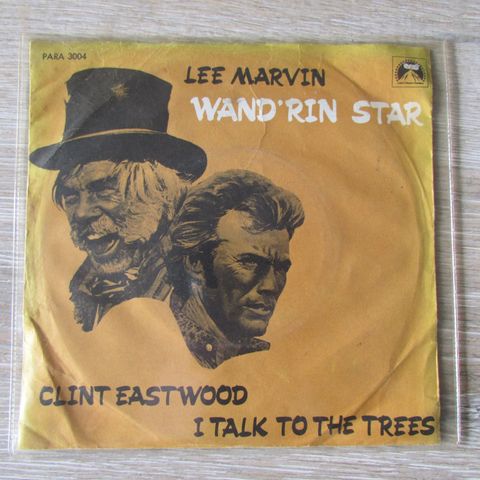 PARA 3004
LEE MARVIN
WAND'RIN STAR
CLINT EASTWOOD
I TALK TO THE TREES